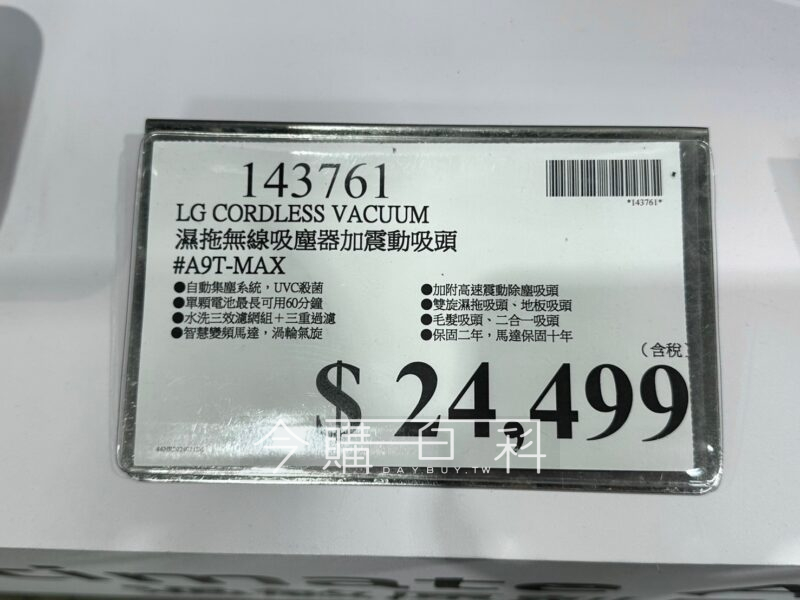 143761
*143761*
LG CORDLESS VACUUM
濕拖無線吸塵器加震動吸頭
#A9T-MAX
●自動集塵系統，UVC殺菌
●單顆電池最長可用60分鐘
●水洗三效濾網組＋三重過濾
●智慧變頻馬達，渦輪氣旋
●加附高速震動除塵吸頭
●雙旋濕拖吸頭、地板吸頭
●毛髮吸頭、二合一吸頭
●保固二年，馬達保固十年
（含稅）
$ 24,499
今購百科
DAYBUY.TW